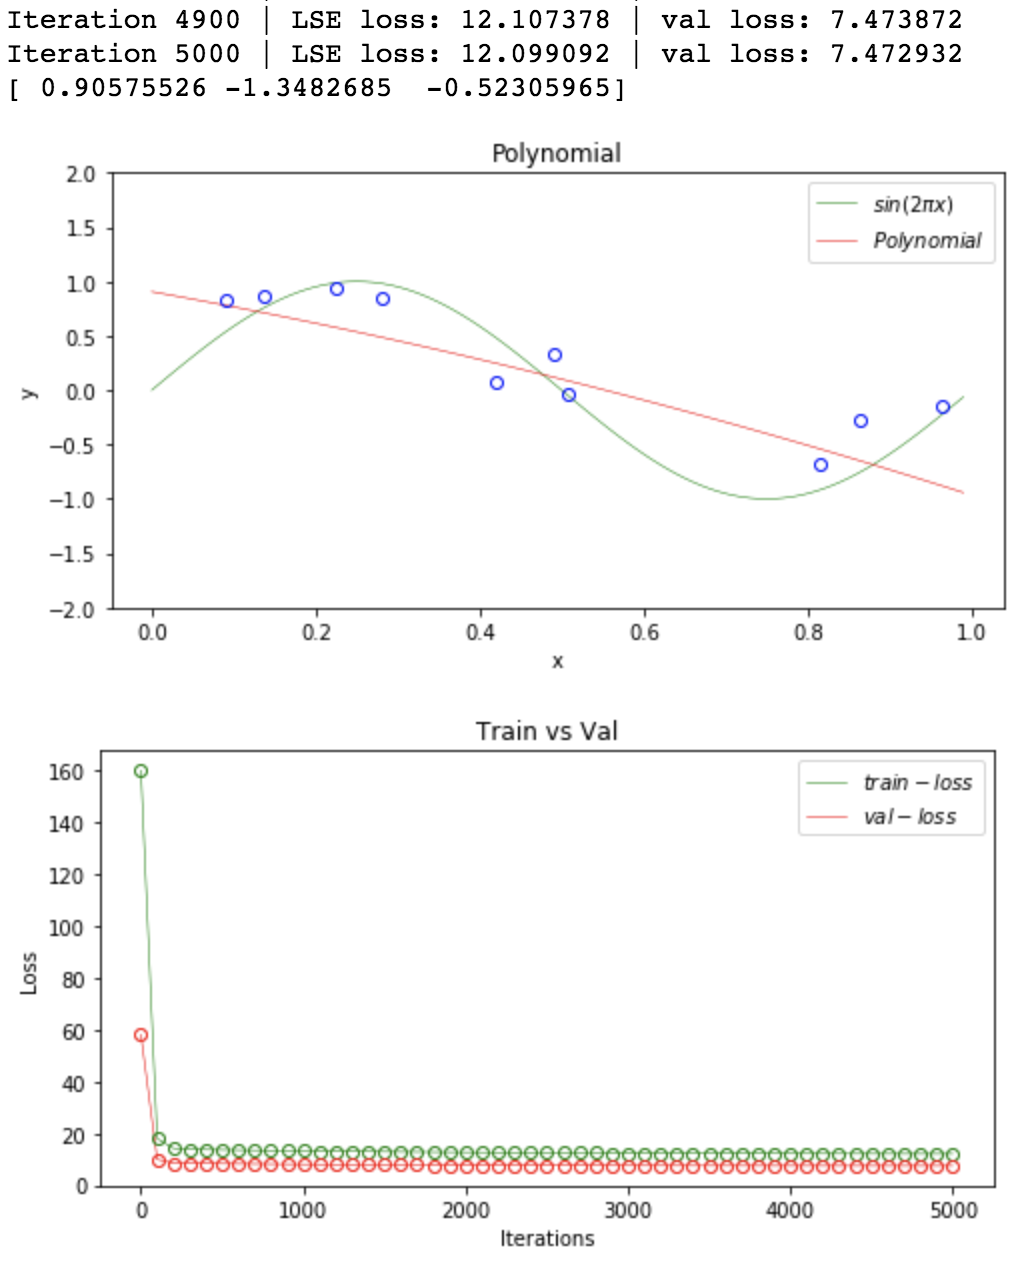 Iteration 4900 | LSE loss: 12.107378 | val loss: 7.473872
Iteration 5000 | LSE loss: 12.099092 | val loss: 7.472932
[ 0.90575526 -1.3482685  -0.52305965]
Polynomial
2.0
1.5
1.0
0.5
0.0
−0.5
−1.0
−1.5
−2.0
y
sin(2πx)
Polynomial
0.0 0.2 0.4 0.6 0.8 1.0
x
Train vs Val
160
140
120
100
80
60
40
20
0
Loss
train − loss
val − loss
0 1000 2000 3000 4000 5000
Iterations